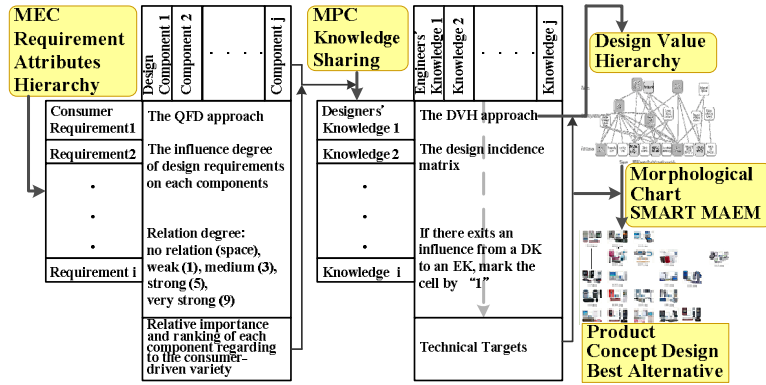 MEC
Requirement
Attributes
Hierarchy
Design
Component 1
Component 2
. . . .
Component j
MPC
Knowledge
Sharing
Engineers'
Knowledge 1
Knowledge 2
. . . .
Knowledge j
Design Value
Hierarchy
Consumer
Requirement1
Requirement2
.
.
.
Requirement i
The QFD approach
The influence degree
of design requirements
on each components
Relation degree:
no relation (space),
weak (1), medium (3),
strong (5),
very strong (9)
Relative importance
and ranking of each
component regarding
to the consumer–
driven variety
Designers'
Knowledge 1
Knowledge 2
.
.
.
Knowledge i
The DVH approach
The design incidence
matrix
If there exits an
influence from a DK
to an EK, mark the
cell by “1”
Technical Targets
Morphological
Chart
SMART MAEM
Product
Concept Design
Best Alternative